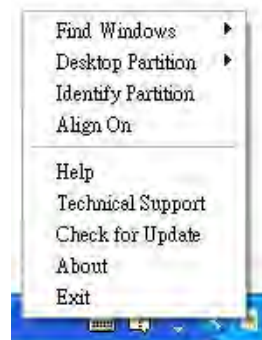 Find Windows
Desktop Partition
Identify Partition
Align On
Help
Technical Support
Check for Update
About
Exit